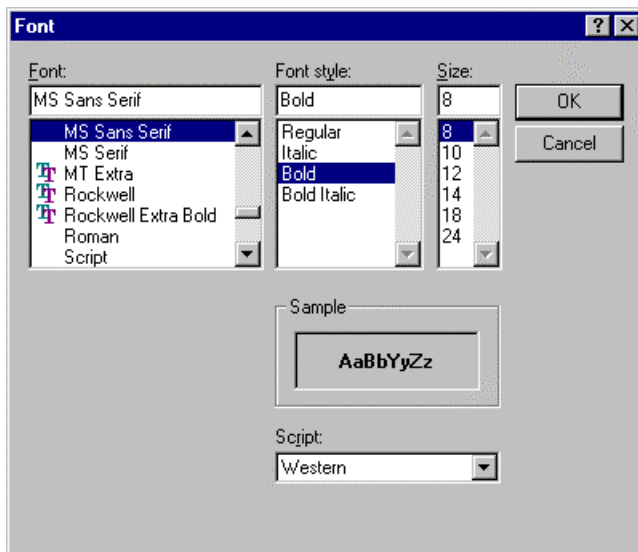 Font
Font:
MS Sans Serif
MS Sans Serif
MS Serif
MT Extra
Rockwell
Rockwell Extra Bold
Roman
Script
Font style:
Bold
Regular
Italic
Bold
Bold Italic
Size:
8
8
10
12
14
18
24
OK
Cancel
Sample
AaBbYyZz
Script:
Western